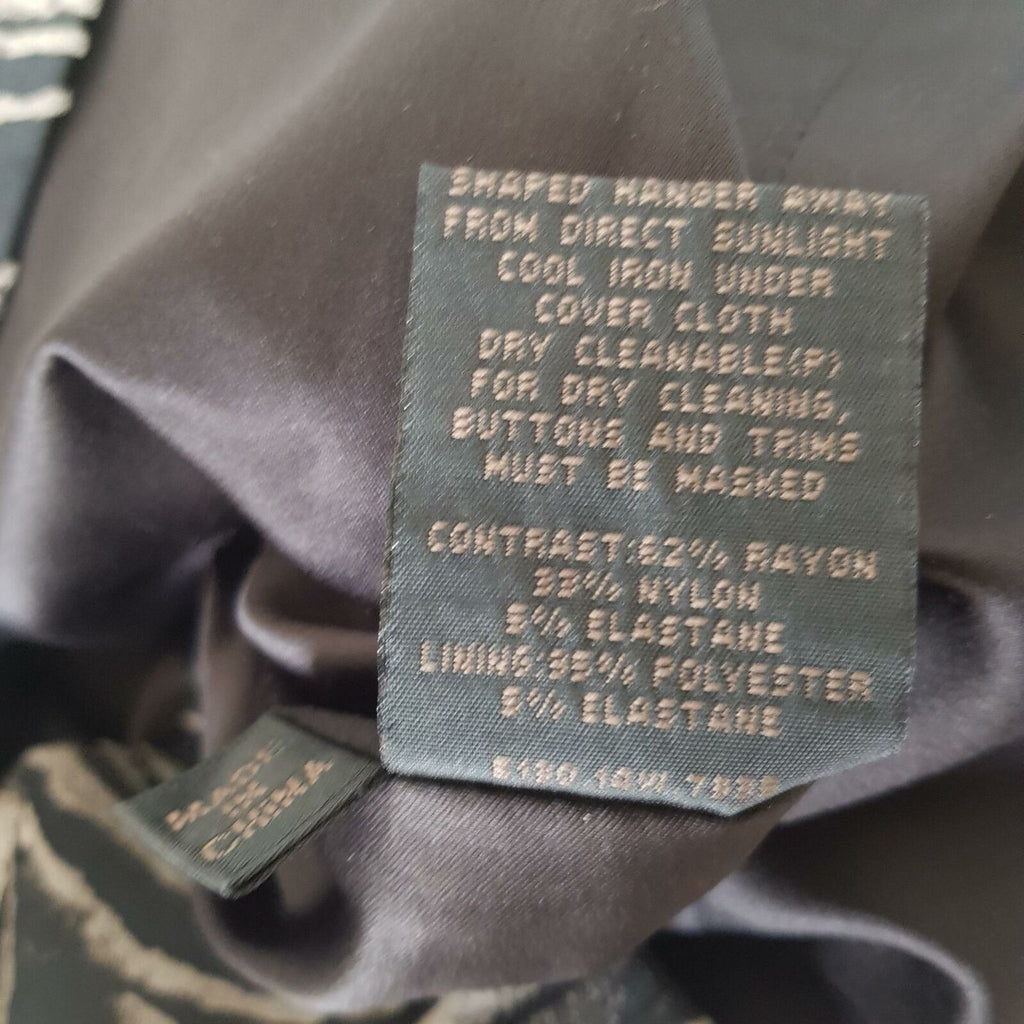 SHAPED HANGER AWAY
FROM DIRECT SUNLIGHT
COOL IRON UNDER
COVER CLOTH
DRY CLEANABLE(P)
FOR DRY CLEANING,
BUTTONS AND TRIMS
MUST BE MASKED
CONTRAST:62% RAYON
33% NYLON
5% ELASTANE
LINING:95% POLYESTER
5% ELASTANE
MADE
IN
CHINA